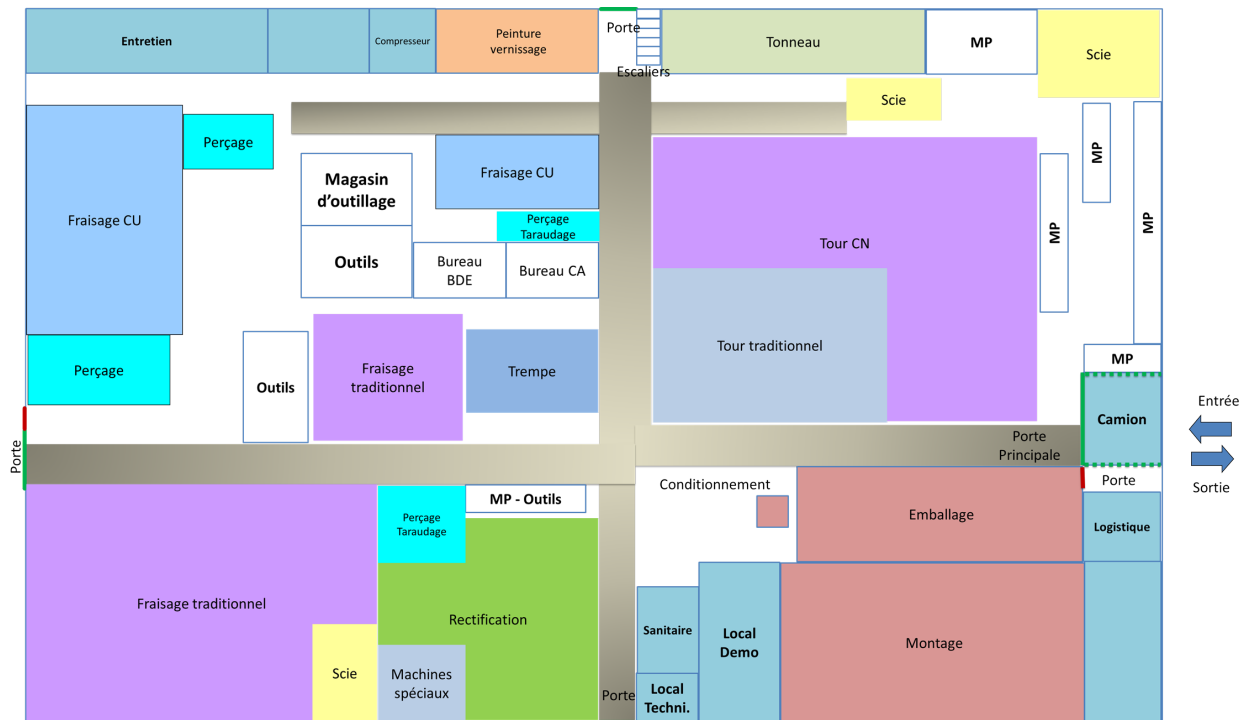 Entretien
Compresseur
Peinture
vernissage
Porte
Escaliers
Tonneau
MP
Scie
Scie
Perçage
Fraisage CU
Magasin
d’outillage
Outils
Fraisage CU
Perçage
Taraudage
Bureau
BDE
Bureau CA
Tour CN
Tour traditionnel
MP
MP
MP
MP
Perçage
Outils
Fraisage
traditionnel
Trempe
Camion
Entrée
Sortie
Porte
Porte
Principale
Porte
Conditionnement
Emballage
Logistique
MP - Outils
Perçage
Taraudage
Fraisage traditionnel
Rectification
Scie
Machines
spéciaux
Porte
Sanitaire
Local
Techni.
Local
Demo
Montage